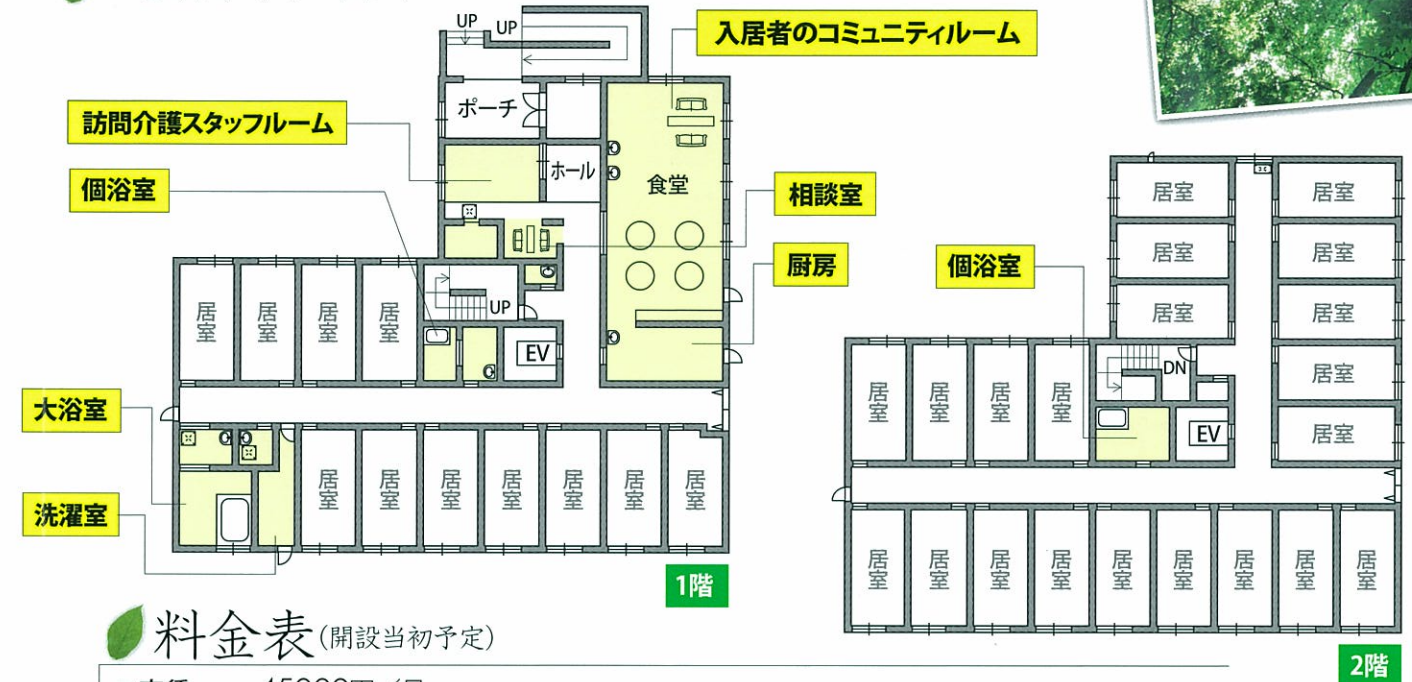 UP
UP
入居者のコミュニティルーム
ポーチ
訪問介護スタッフルーム
ホール
食堂
個浴室
相談室
厨房
居室
居室
居室
居室
UP
EV
大浴室
洗濯室
居室
居室
居室
居室
居室
居室
居室
1階
居室
居室
居室
居室
居室
居室
居室
居室
個浴室
居室
居室
居室
居室
DN
EV
居室
居室
居室
居室
居室
居室
居室
居室
居室
2階
料金表(開設当初予定)